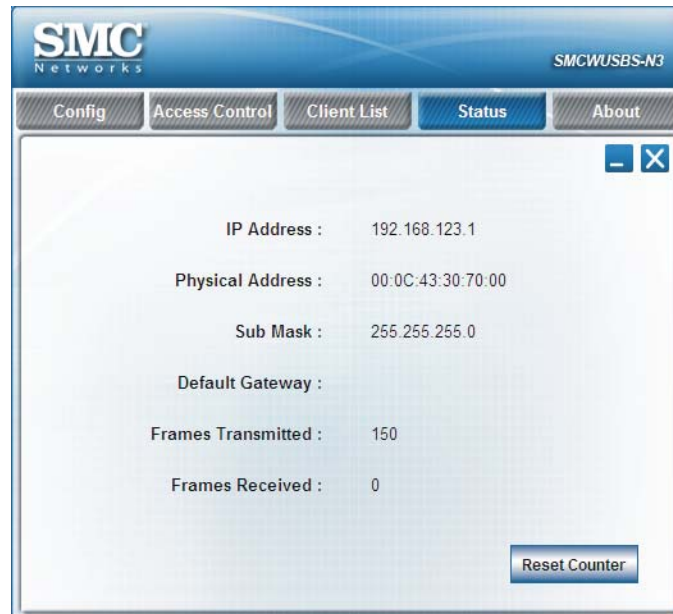 SMC
Networks
SMCWUSBS-N3
Config Access Control Client List Status About
IP Address : 192.168.123.1
Physical Address : 00:0C:43:30:70:00
Sub Mask : 255.255.255.0
Default Gateway :
Frames Transmitted : 150
Frames Received : 0
Reset Counter